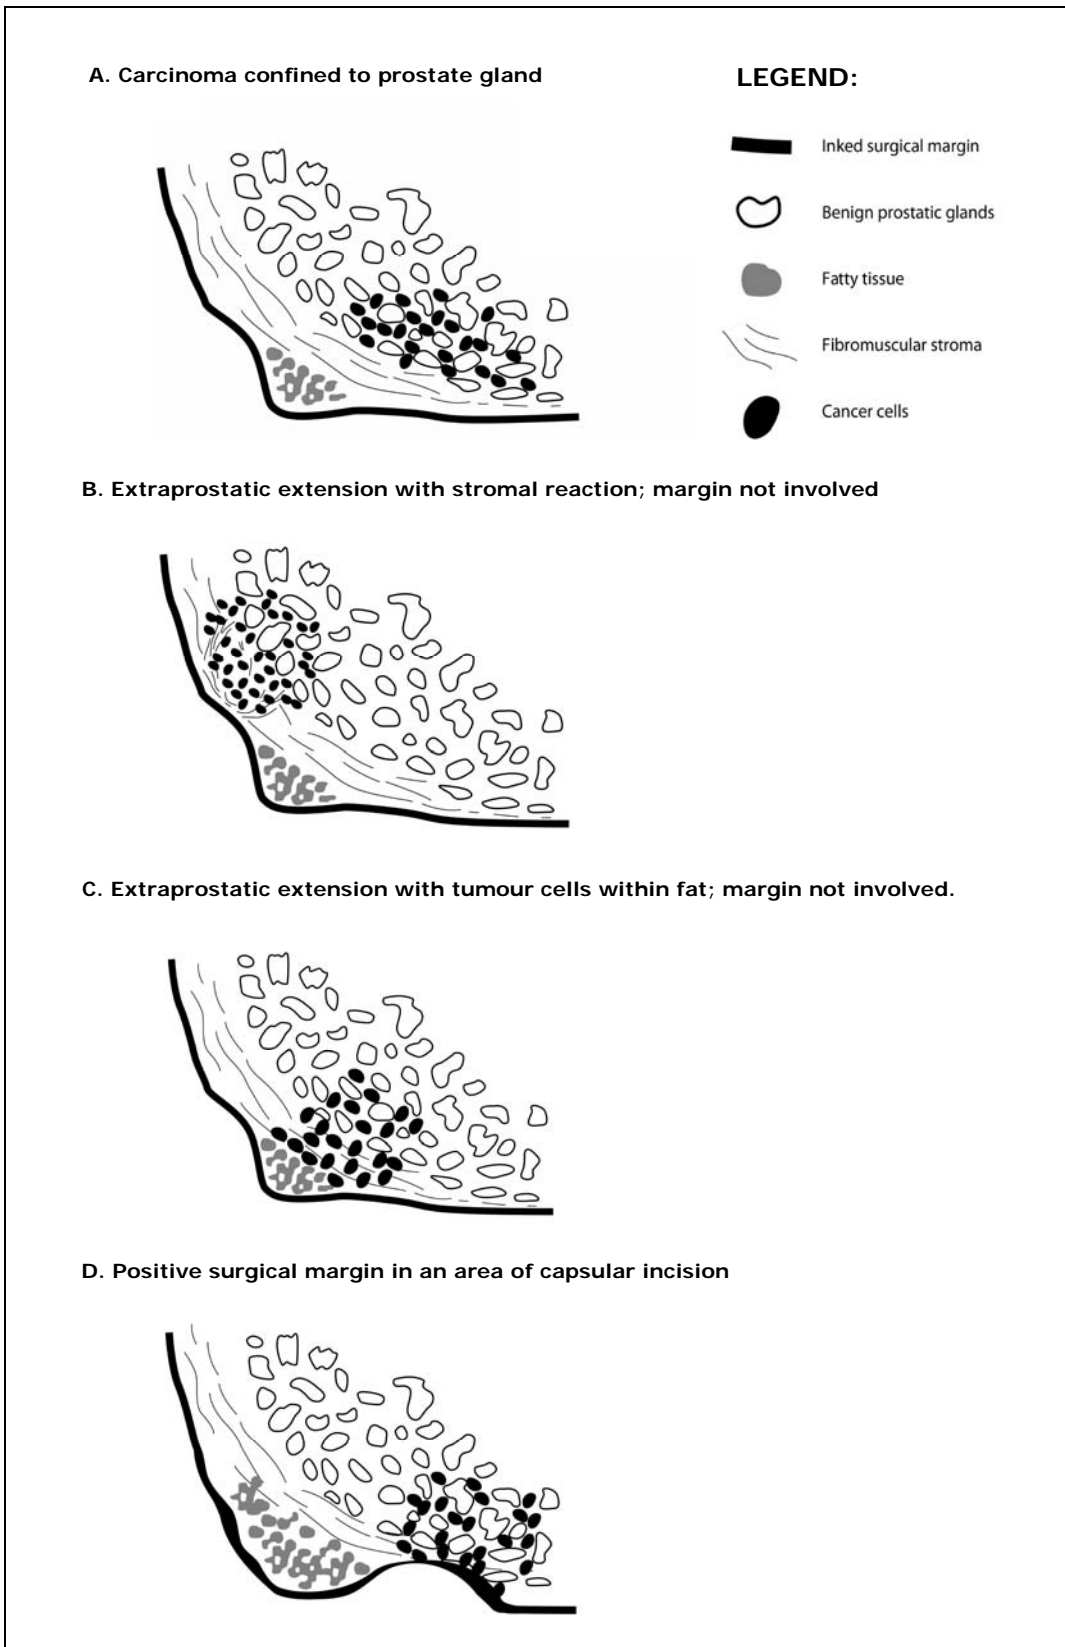 A. Carcinoma confined to prostate gland
LEGEND:
Inked surgical margin
Benign prostatic glands
Fatty tissue
Fibromuscular stroma
Cancer cells
B. Extraprostatic extension with stromal reaction; margin not involved
C. Extraprostatic extension with tumour cells within fat; margin not involved.
D. Positive surgical margin in an area of capsular incision